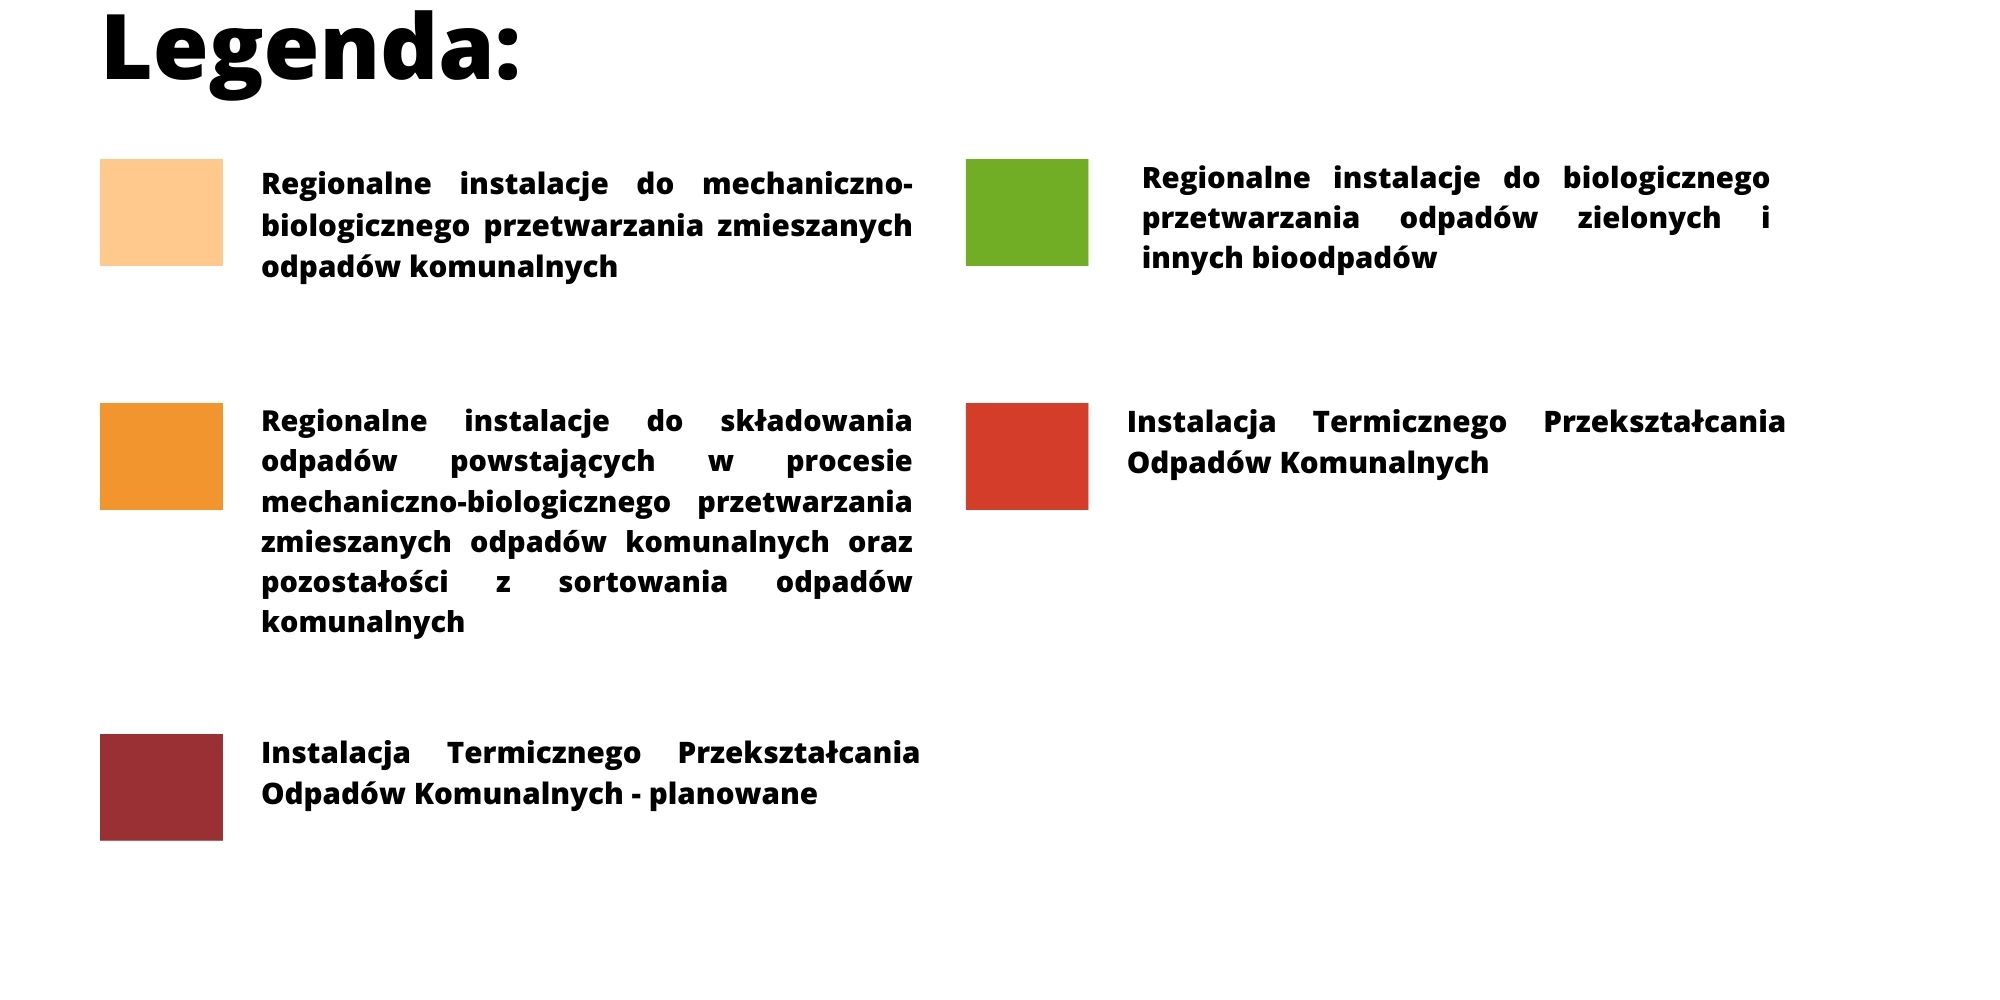 Legenda:
Regionalne instalacje do mechaniczno-
biologicznego przetwarzania zmieszanych
odpadów komunalnych
Regionalne instalacje do biologicznego
przetwarzania odpadów zielonych i
innych bioodpadów
Regionalne instalacje do składowania
odpadów powstających w procesie
mechaniczno-biologicznego przetwarzania
zmieszanych odpadów komunalnych oraz
pozostałości z sortowania odpadów
komunalnych
Instalacja Termicznego Przekształcania
Odpadów Komunalnych
Instalacja Termicznego Przekształcania
Odpadów Komunalnych - planowane